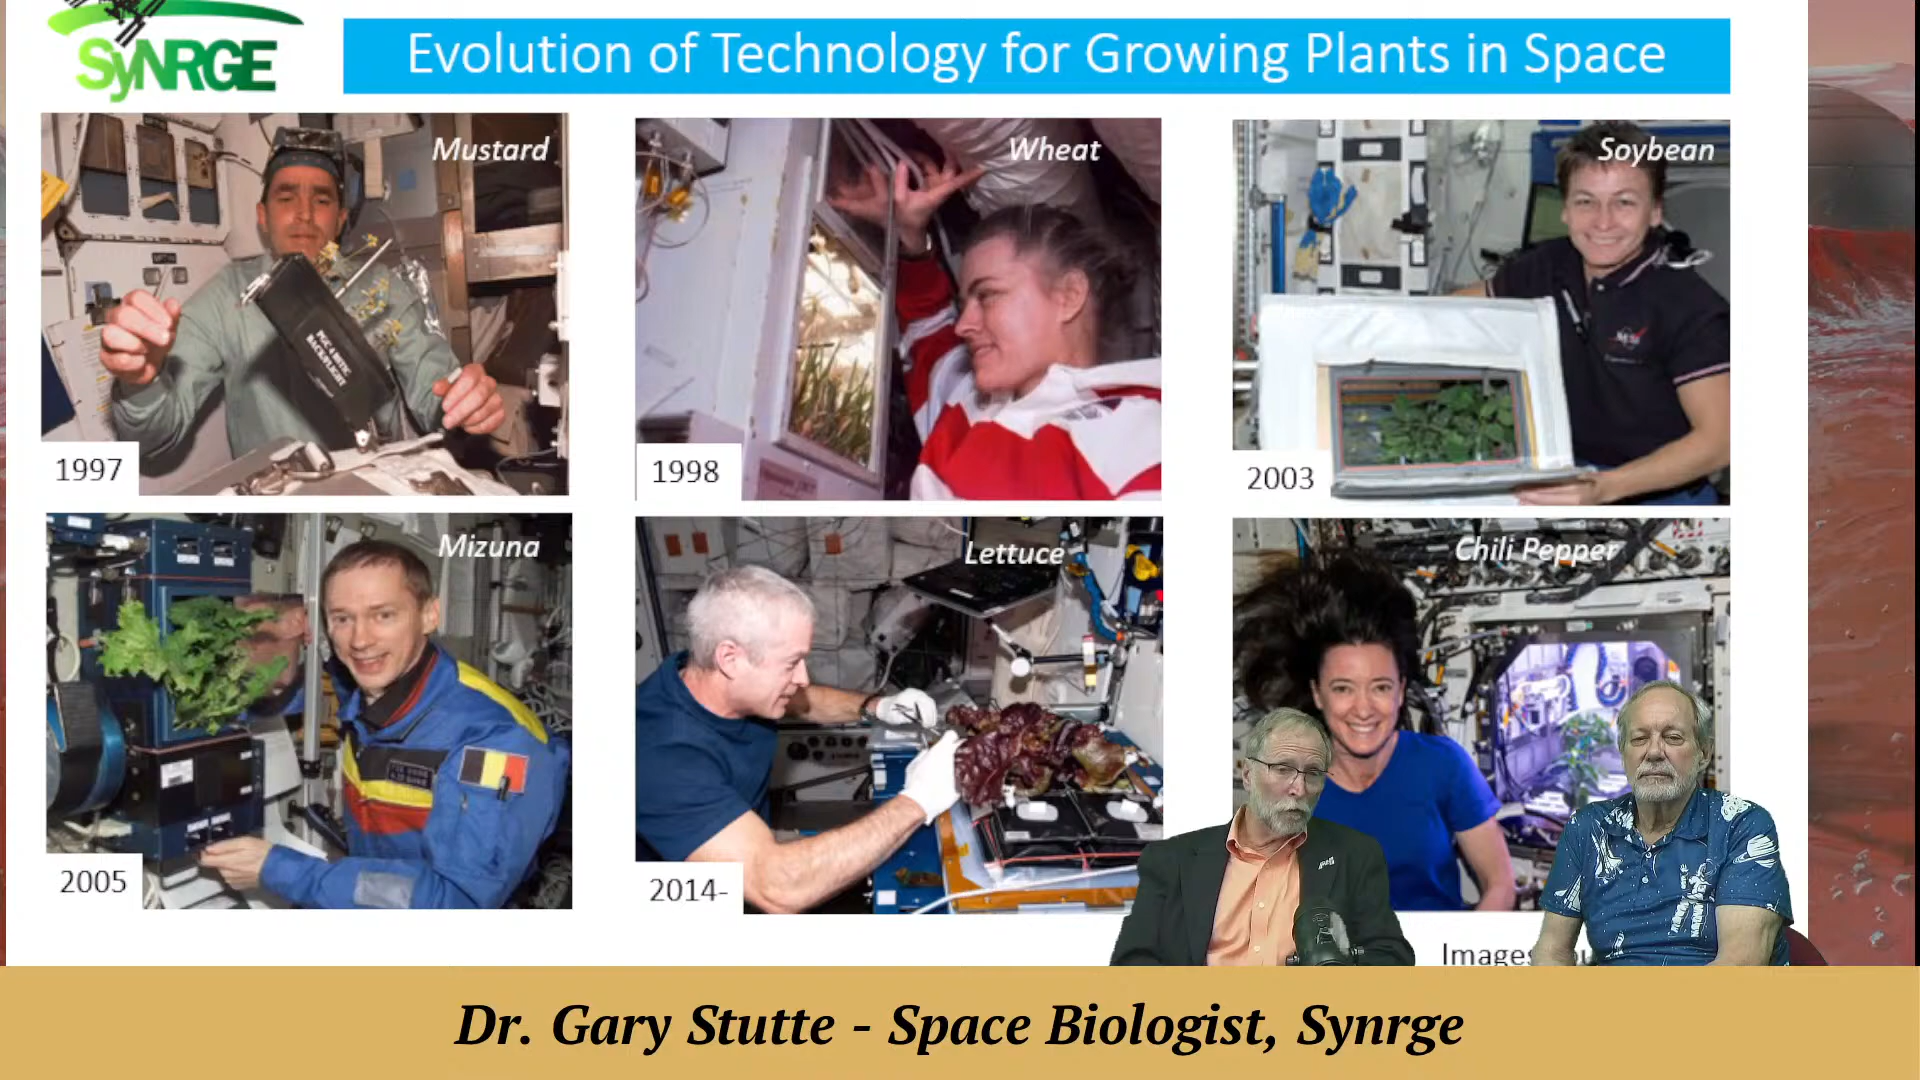 SyNRGE
Evolution of Technology for Growing Plants in Space
Mustard
1997
Wheat
1998
Soybean
2003
Mizuna
2005
Lettuce
2014-
Chili Pepper
Images
Dr. Gary Stutte - Space Biologist, Synrge